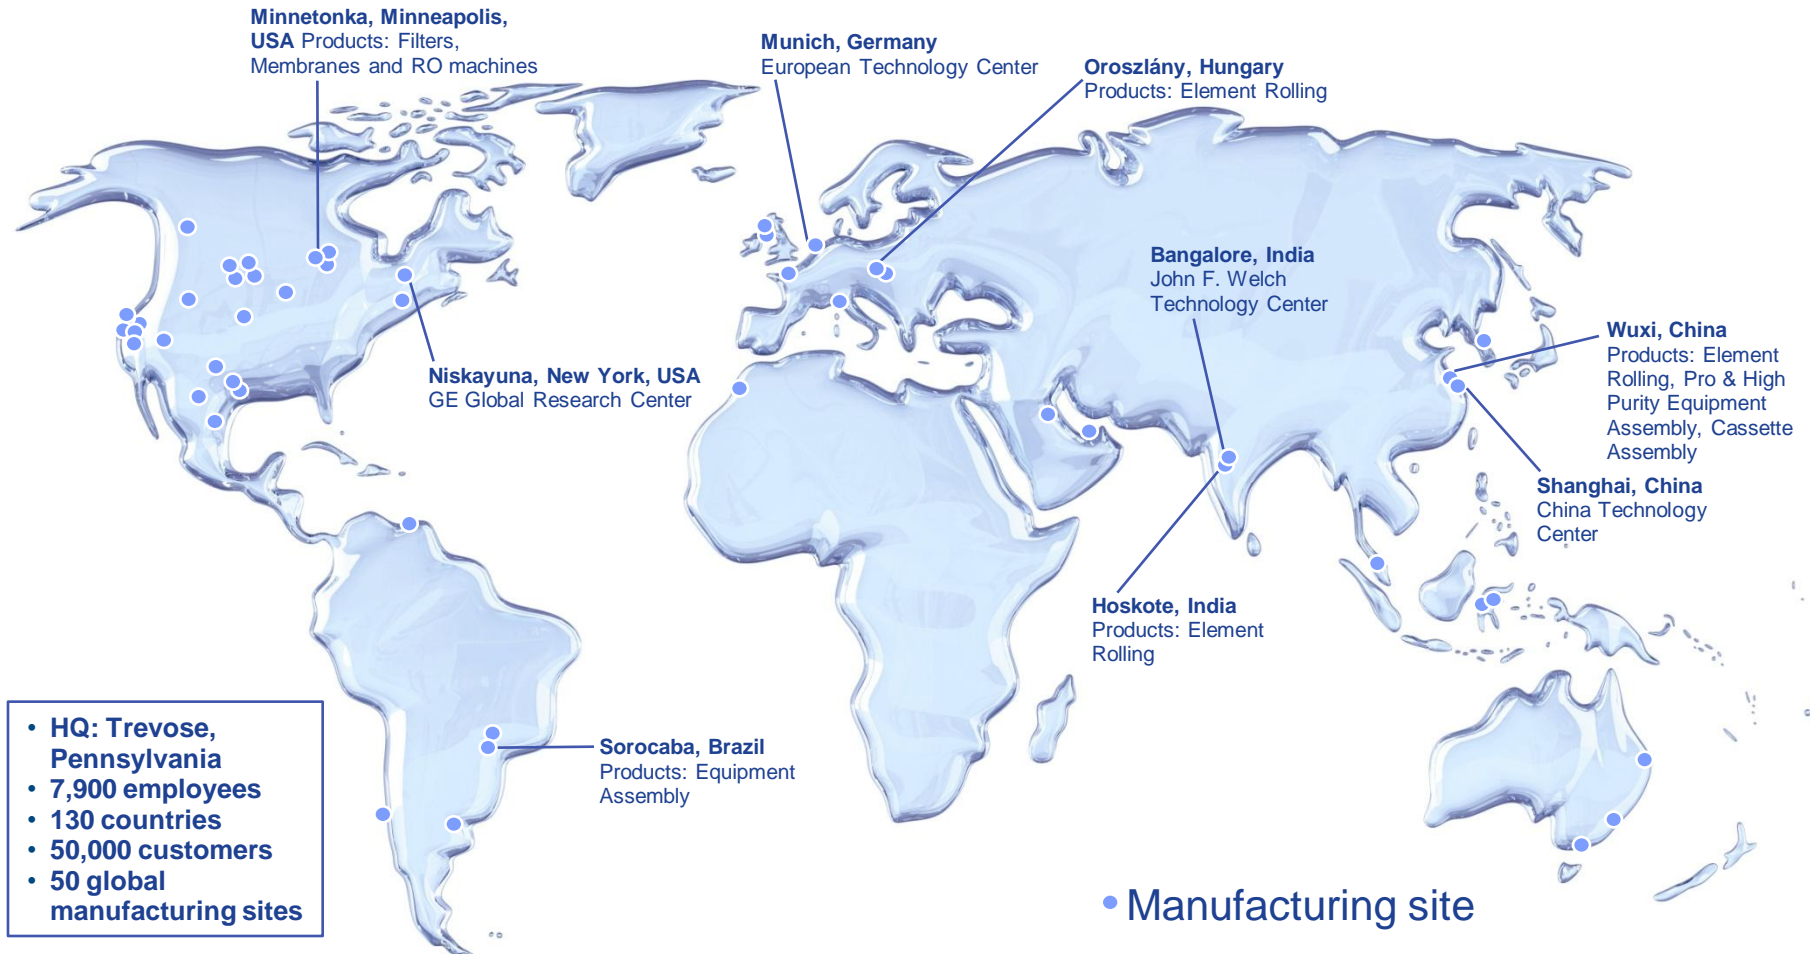 Minnetonka, Minneapolis,
USA Products: Filters,
Membranes and RO machines
Munich, Germany
European Technology Center
Oroszlány, Hungary
Products: Element Rolling
Bangalore, India
John F. Welch
Technology Center
Wuxi, China
Products: Element
Rolling, Pro & High
Purity Equipment
Assembly, Cassette
Assembly
Niskayuna, New York, USA
GE Global Research Center
Shanghai, China
China Technology
Center
Hoskote, India
Products: Element
Rolling
Sorocaba, Brazil
Products: Equipment
Assembly
• HQ: Trevose,
Pennsylvania
• 7,900 employees
• 130 countries
• 50,000 customers
• 50 global
manufacturing sites
Manufacturing site